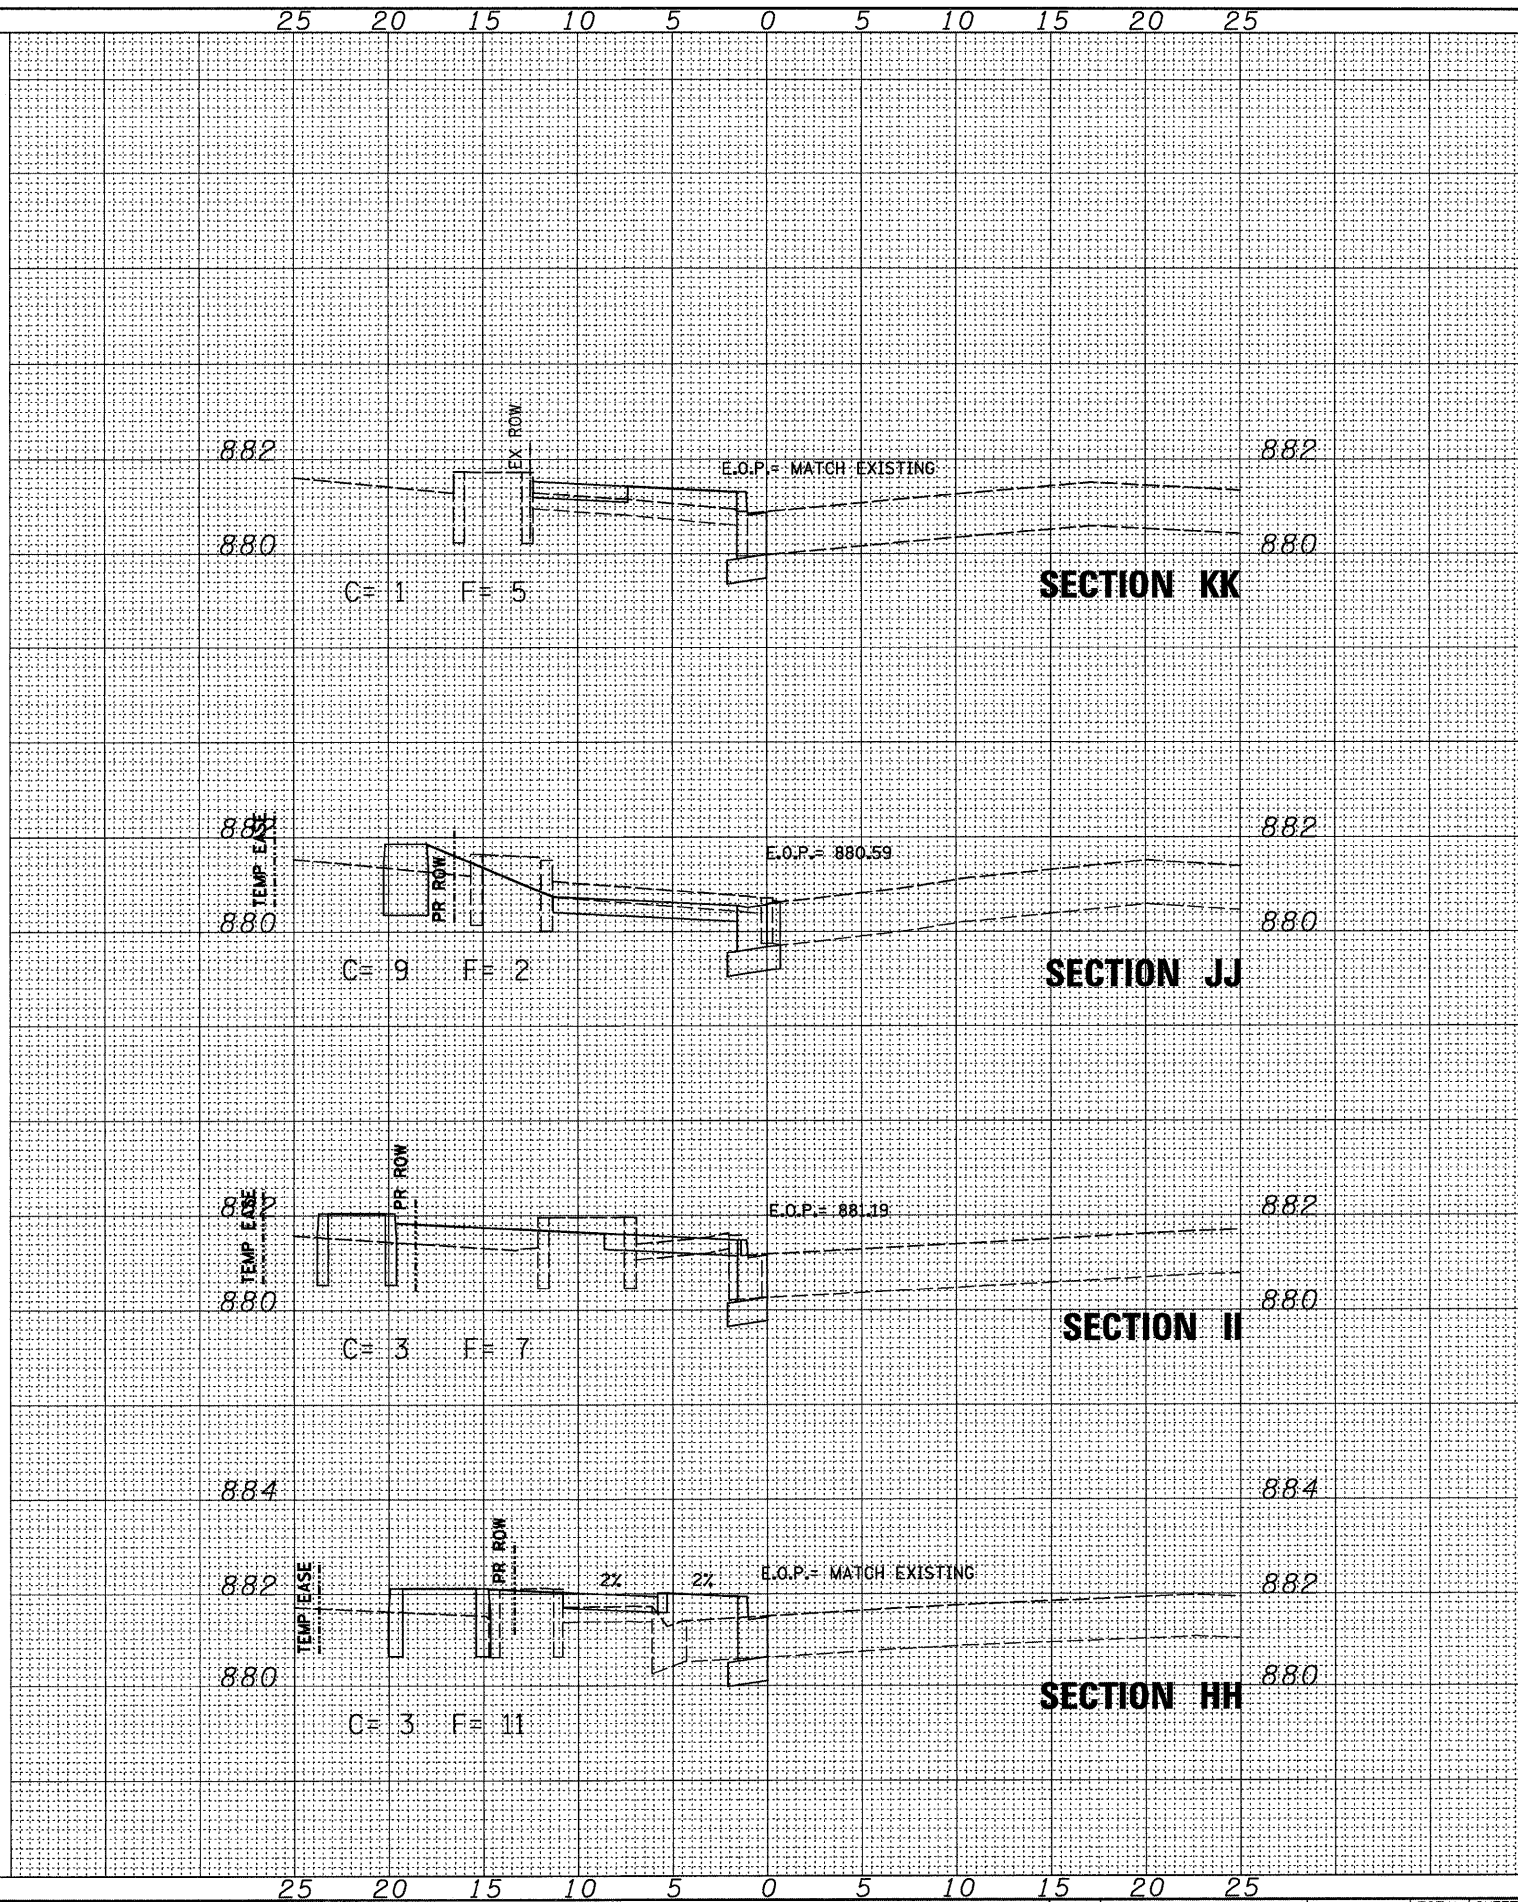 25 20 15 10 5 0 5 10 15 20 25
EX ROW
882 882
E.O.P.= MATCH EXISTING
880 880
C= 1 F= 5
SECTION KK
TEMP EASE
882 882
E.O.P.= 880.59
PR ROW
880 880
C= 9 F= 2
SECTION JJ
PR ROW
TEMP EASE
882 882
E.O.P.= 881.19
880 880
C= 3 F= 7
SECTION II
884 884
PR ROW
TEMP EASE
882 882
2% 2%
E.O.P.= MATCH EXISTING
880 880
C= 3 F= 11
SECTION HH
25 20 15 10 5 0 5 10 15 20 25